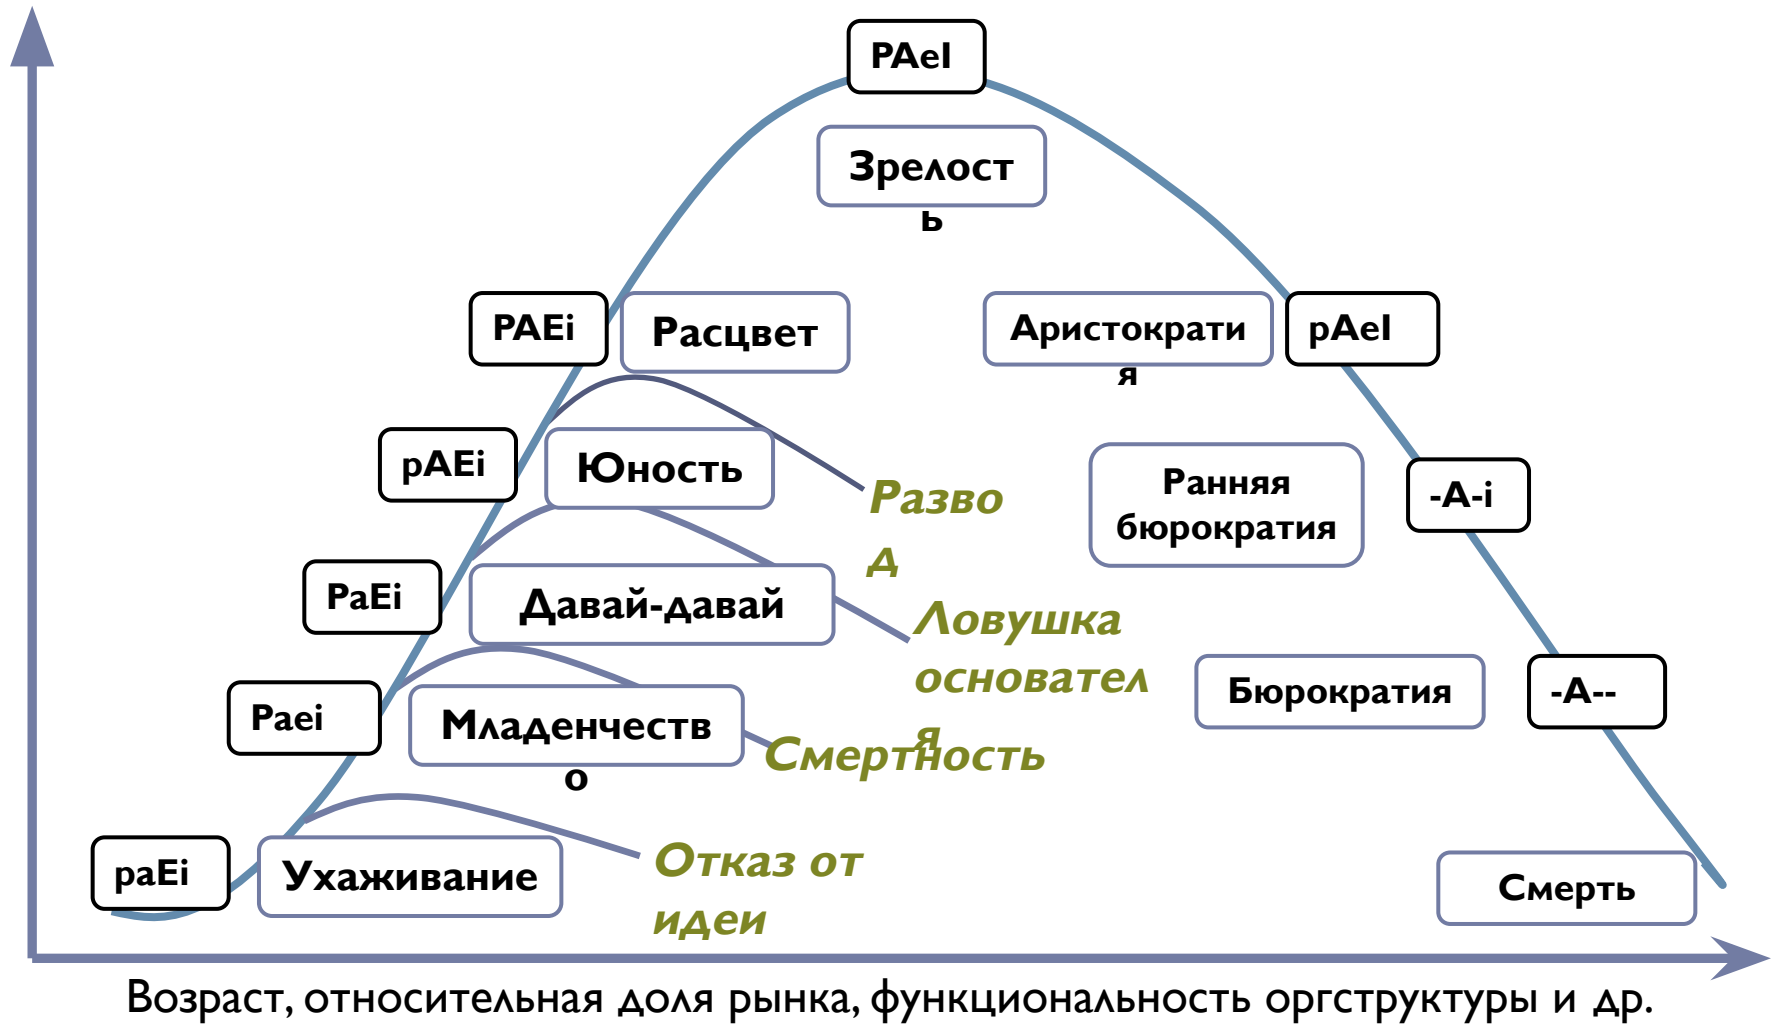 PAeI
Зрелост
ь
PAEi
Расцвет
Аристократи
я
pAeI
pAEi
Юность
Разво
д
Ранняя
бюрократия
-A-i
PaEi
Давай-давай
Ловушка
основател
я
Paei
Младенчеств
о
Смертность
Бюрократия
-A--
paEi
Ухаживание
Отказ от
идеи
Смерть
Возраст, относительная доля рынка, функциональность оргструктуры и др.